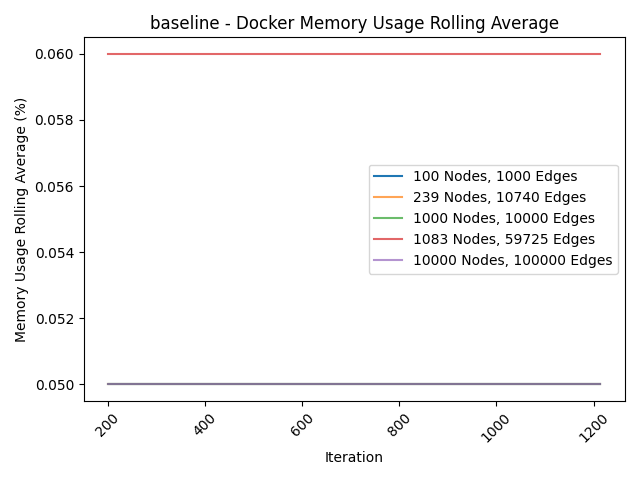 baseline - Docker Memory Usage Rolling Average
Memory Usage Rolling Average (%)
0.060
0.058
0.056
0.054
0.052
0.050
100 Nodes, 1000 Edges
239 Nodes, 10740 Edges
1000 Nodes, 10000 Edges
1083 Nodes, 59725 Edges
10000 Nodes, 100000 Edges
200 400 600 800 1000 1200
Iteration